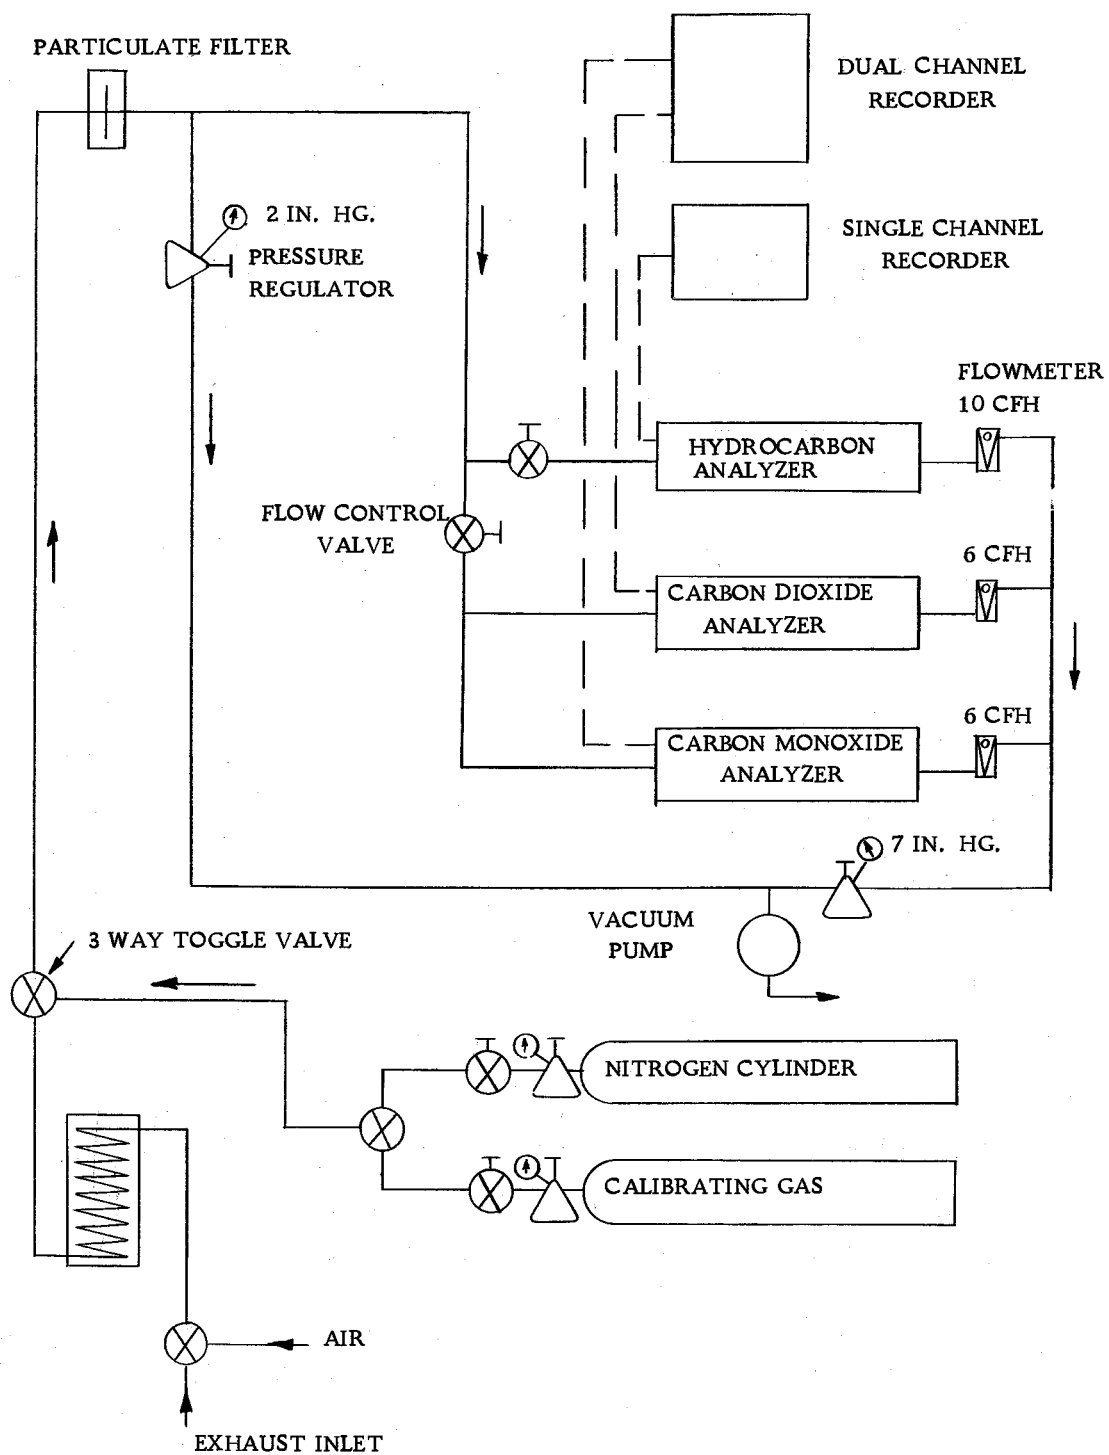 PARTICULATE FILTER
DUAL CHANNEL
RECORDER
2 IN. HG.
PRESSURE
REGULATOR
SINGLE CHANNEL
RECORDER
FLOWMETER
10 CFH
HYDROCARBON
ANALYZER
FLOW CONTROL
VALVE
6 CFH
CARBON DIOXIDE
ANALYZER
6 CFH
CARBON MONOXIDE
ANALYZER
7 IN. HG.
VACUUM
PUMP
3 WAY TOGGLE VALVE
NITROGEN CYLINDER
CALIBRATING GAS
AIR
EXHAUST INLET